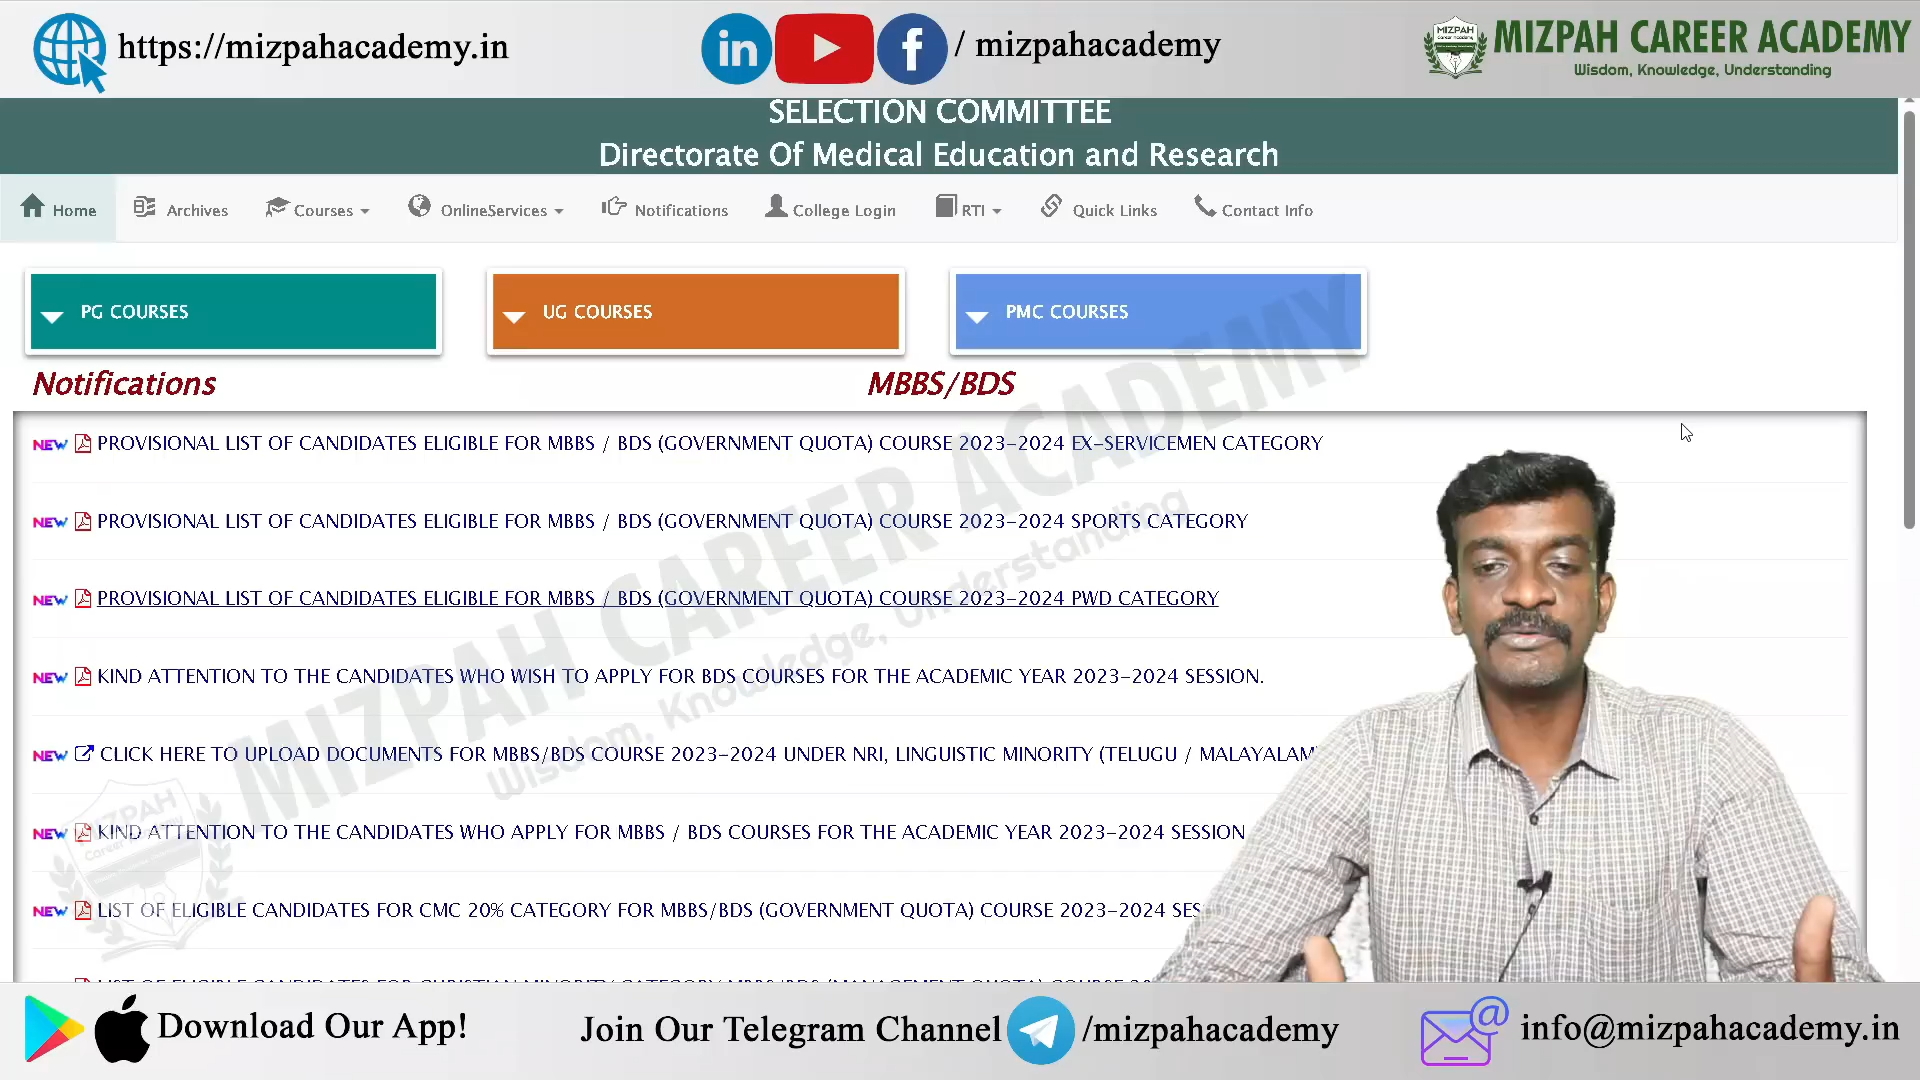 https://mizpahacademy.in
/ mizpahacademy
MIZPAH CAREER ACADEMY
Wisdom, Knowledge, Understanding
SELECTION COMMITTEE
Directorate Of Medical Education and Research
Home Archives Courses OnlineServices Notifications College Login RTI Quick Links Contact Info
PG COURSES UG COURSES PMC COURSES
Notifications MBBS/BDS
NEW PROVISIONAL LIST OF CANDIDATES ELIGIBLE FOR MBBS / BDS (GOVERNMENT QUOTA) COURSE 2023-2024 EX-SERVICEMEN CATEGORY
NEW PROVISIONAL LIST OF CANDIDATES ELIGIBLE FOR MBBS / BDS (GOVERNMENT QUOTA) COURSE 2023-2024 SPORTS CATEGORY
NEW PROVISIONAL LIST OF CANDIDATES ELIGIBLE FOR MBBS / BDS (GOVERNMENT QUOTA) COURSE 2023-2024 PWD CATEGORY
NEW KIND ATTENTION TO THE CANDIDATES WHO WISH TO APPLY FOR BDS COURSES FOR THE ACADEMIC YEAR 2023-2024 SESSION.
NEW CLICK HERE TO UPLOAD DOCUMENTS FOR MBBS/BDS COURSE 2023-2024 UNDER NRI, LINGUISTIC MINORITY (TELUGU / MALAYALAM
NEW KIND ATTENTION TO THE CANDIDATES WHO APPLY FOR MBBS / BDS COURSES FOR THE ACADEMIC YEAR 2023-2024 SESSION
NEW LIST OF ELIGIBLE CANDIDATES FOR CMC 20% CATEGORY FOR MBBS/BDS (GOVERNMENT QUOTA) COURSE 2023-2024
MIZPAH CAREER ACADEMY
Wisdom, Knowledge, Understanding
Download Our App!
Join Our Telegram Channel /mizpahacademy
info@mizpahacademy.in